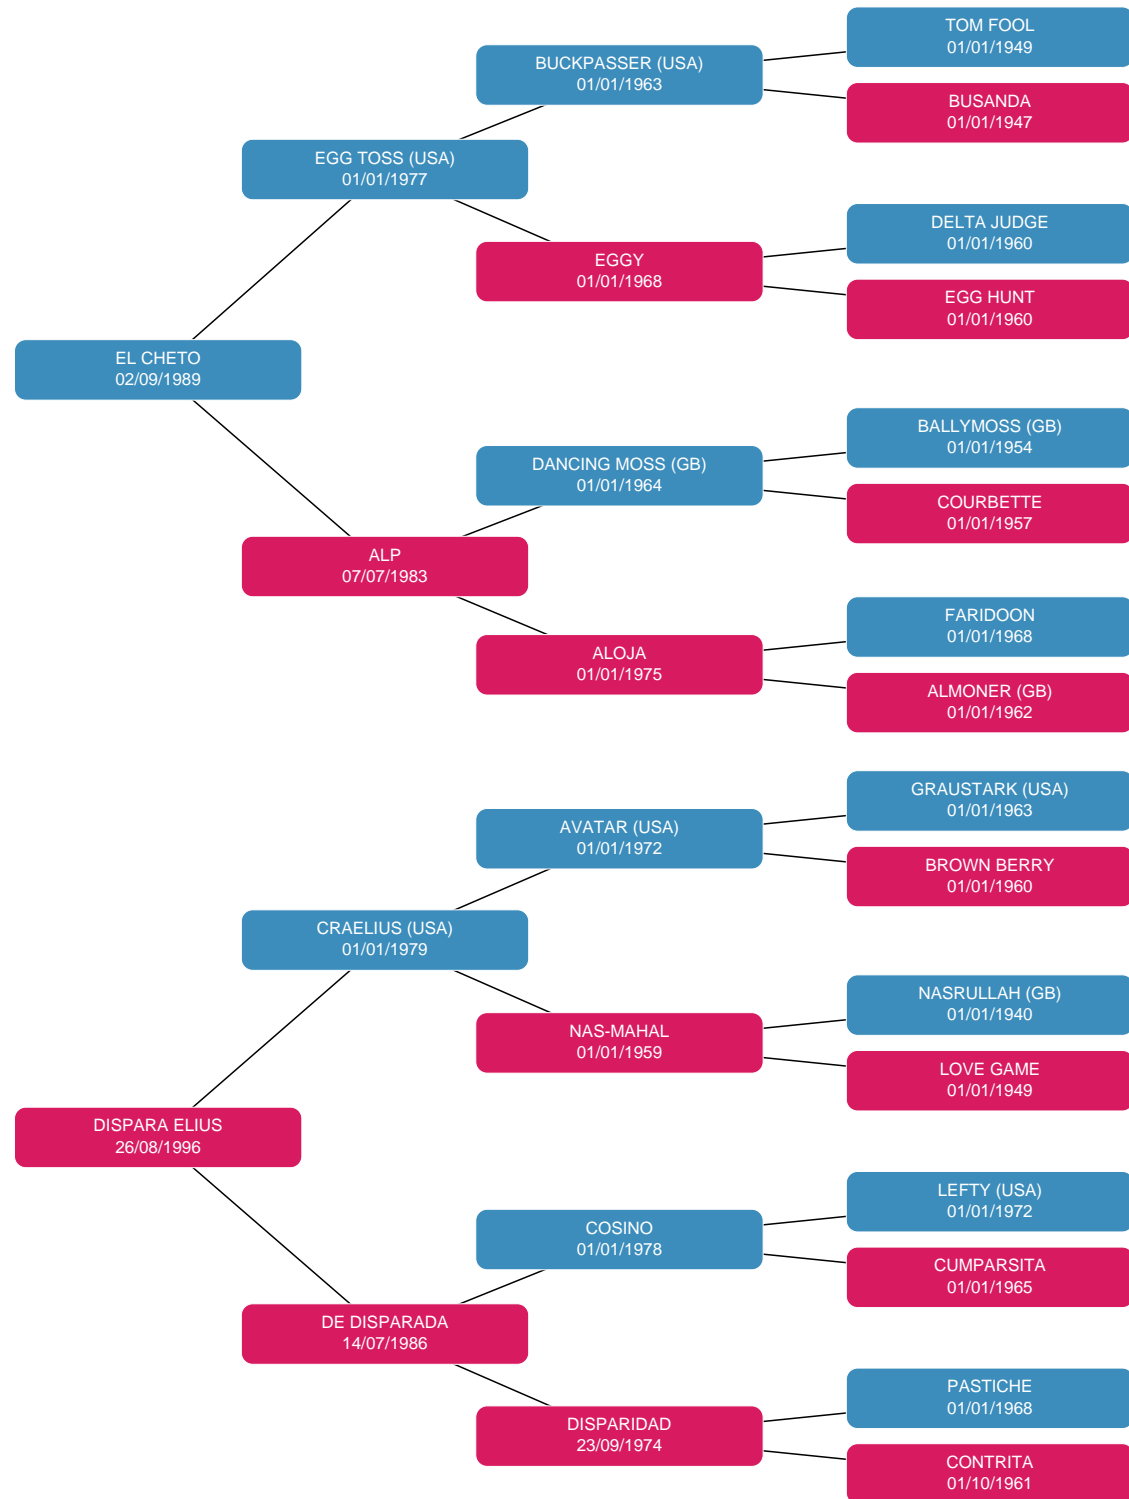 TOM FOOL
01/01/1949
BUCKPASSER (USA)
01/01/1963
BUSANDA
01/01/1947
EGG TOSS (USA)
01/01/1977
DELTA JUDGE
01/01/1960
EGGY
01/01/1968
EGG HUNT
01/01/1960
EL CHETO
02/09/1989
BALLYMOSS (GB)
01/01/1954
DANCING MOSS (GB)
01/01/1964
COURBETTE
01/01/1957
ALP
07/07/1983
FARIDOON
01/01/1968
ALOJA
01/01/1975
ALMONER (GB)
01/01/1962
GRAUSTARK (USA)
01/01/1963
AVATAR (USA)
01/01/1972
BROWN BERRY
01/01/1960
CRAELIUS (USA)
01/01/1979
NASRULLAH (GB)
01/01/1940
NAS-MAHAL
01/01/1959
LOVE GAME
01/01/1949
DISPARA ELIUS
26/08/1996
LEFTY (USA)
01/01/1972
COSINO
01/01/1978
CUMPARSITA
01/01/1965
DE DISPARADA
14/07/1986
PASTICHE
01/01/1968
DISPARIDAD
23/09/1974
CONTRITA
01/10/1961